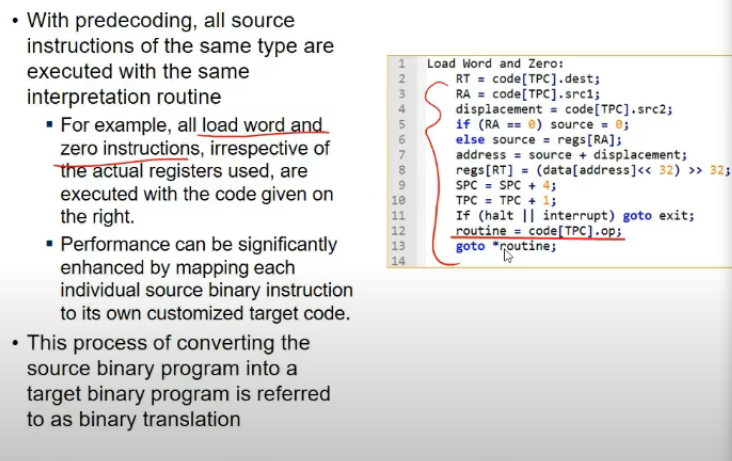 • With predecoding, all source
instructions of the same type are
executed with the same
interpretation routine
▪ For example, all load word and
zero instructions, irrespective of
the actual registers used, are
executed with the code given on
the right.
▪ Performance can be significantly
enhanced by mapping each
individual source binary instruction
to its own customized target code.
• This process of converting the
source binary program into a
target binary program is referred
to as binary translation
1 Load Word and Zero:
2 RT = code[TPC].dest;
3 RA = code[TPC].src1;
4 displacement = code[TPC].src2;
5 if (RA == 0) source = 0;
6 else source = regs[RA];
7 address = source + displacement;
8 regs[RT] = (data[address]<< 32) >> 32;
9 SPC = SPC + 4;
10 TPC = TPC + 1;
11 If (halt || interrupt) goto exit;
12 routine = code[TPC].op;
13 goto *routine;
14